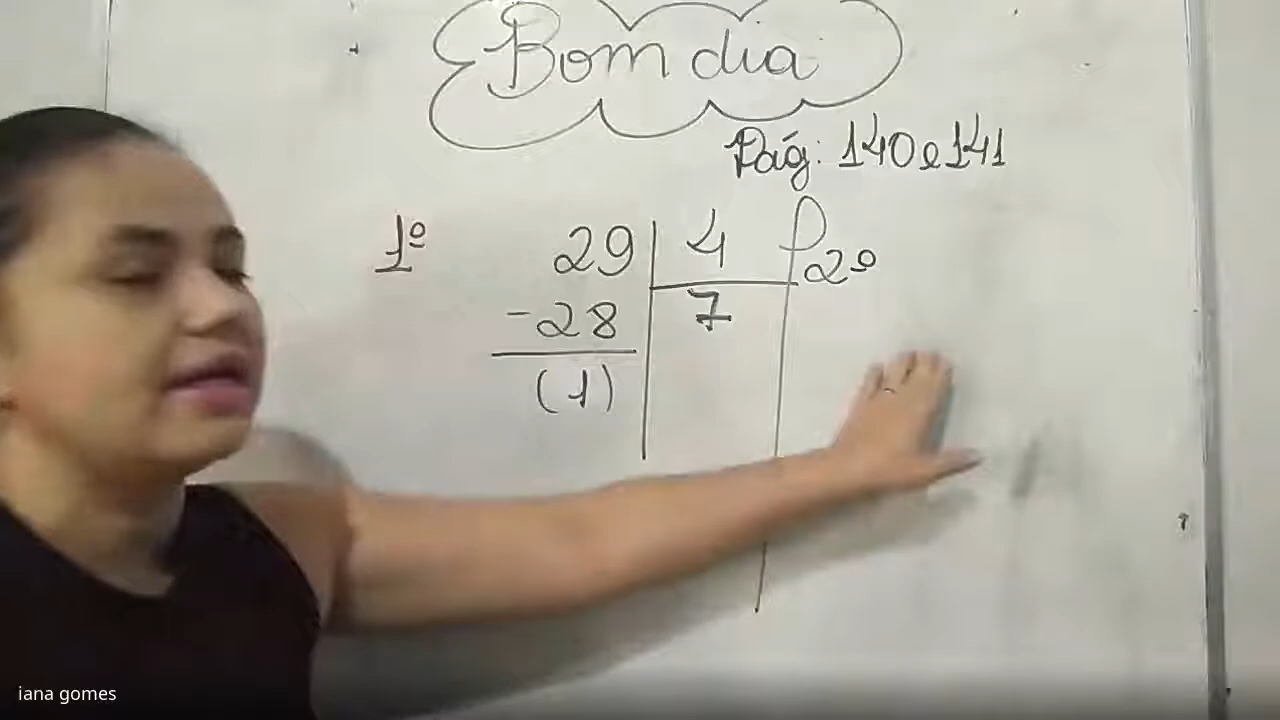 Bom dia
Pág: 140 e 141
1º 29 4 2º
-28 7
(1)
iana gomes